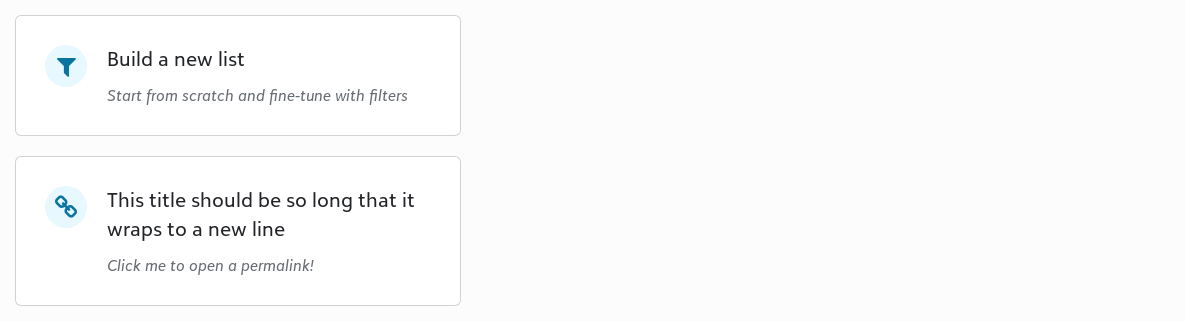 Build a new list
Start from scratch and fine-tune with filters
This title should be so long that it
wraps to a new line
Click me to open a permalink!